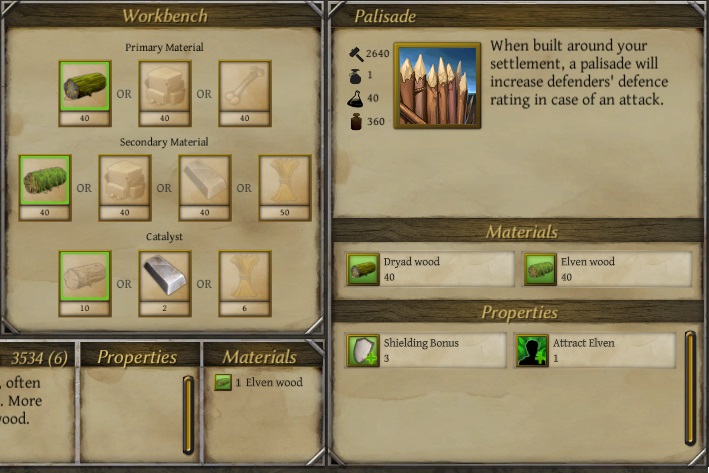 Workbench
Primary Material
OR OR
40 40 40
Secondary Material
OR OR OR
40 40 40 50
Catalyst
OR OR
10 2 6
3534 (6)
, often
. More
wood.
Properties
Materials
1 Elven wood
Palisade
2640
1
40
360
When built around your
settlement, a palisade will
increase defenders' defence
rating in case of an attack.
Materials
Dryad wood
40
Elven wood
40
Properties
Shielding Bonus
3
Attract Elven
1